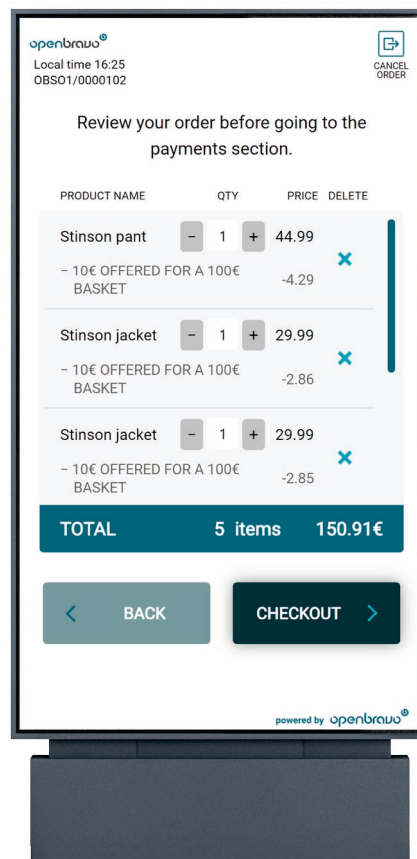 openbravo
Local time 16:25
OBSO1/0000102
CANCEL
ORDER
Review your order before going to the
payments section.
PRODUCT NAME QTY PRICE DELETE
Stinson pant - 1 + 44.99
- 10€ OFFERED FOR A 100€
BASKET -4.29
Stinson jacket - 1 + 29.99
- 10€ OFFERED FOR A 100€
BASKET -2.86
Stinson jacket - 1 + 29.99
- 10€ OFFERED FOR A 100€
BASKET -2.85
TOTAL 5 items 150.91€
< BACK
CHECKOUT >
powered by openbravo